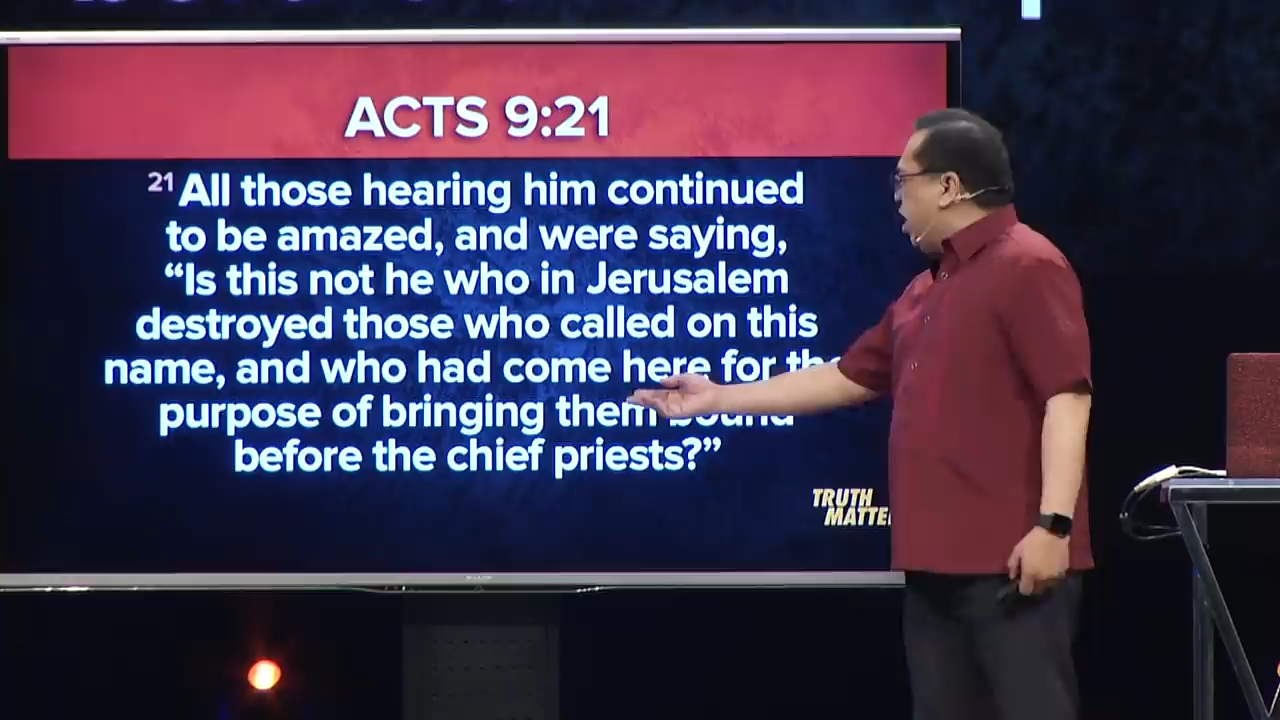 ACTS 9:21
21 All those hearing him continued
to be amazed, and were saying,
“Is this not he who in Jerusalem
destroyed those who called on this
name, and who had come here for the
purpose of bringing them bound
before the chief priests?”
TRUTH